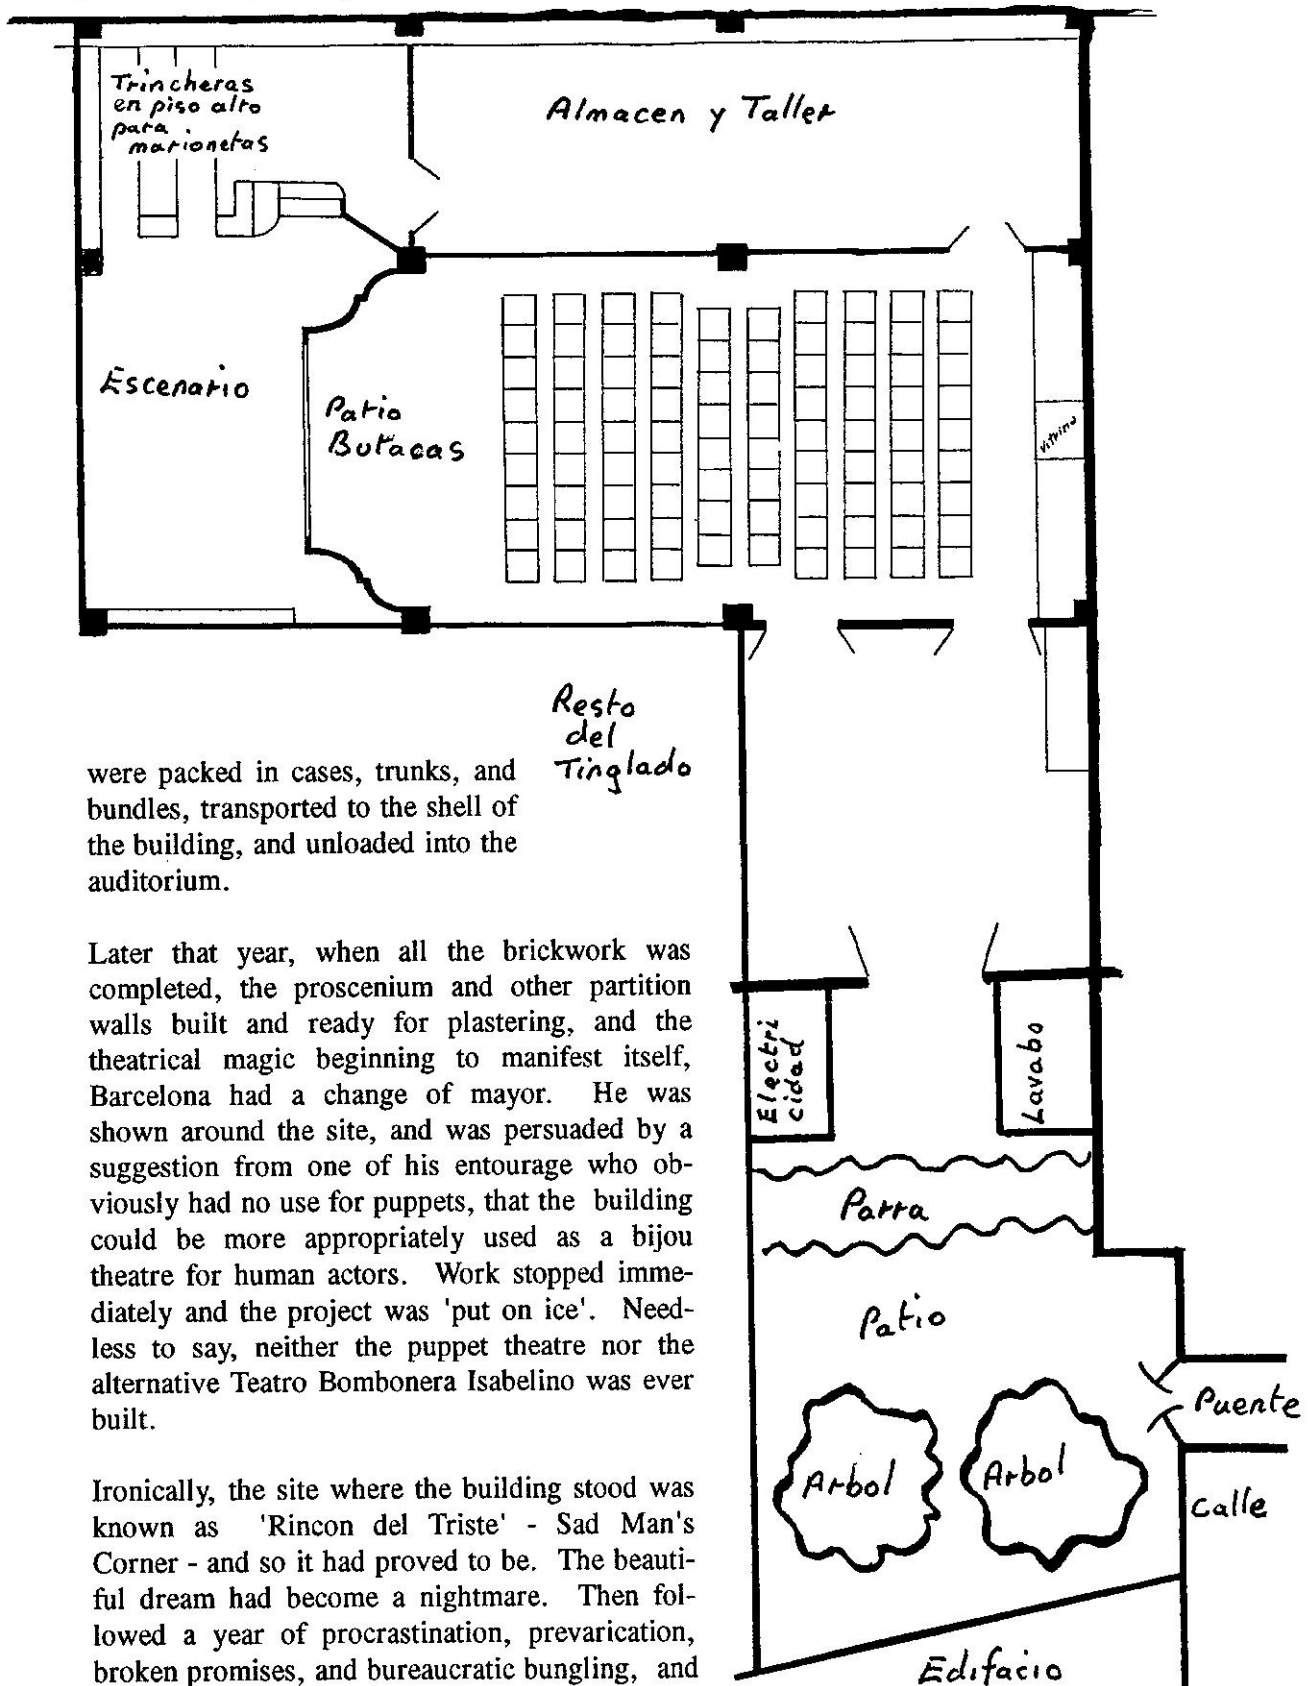 Trincheras
en piso alto
para
marionetas
Almacen y Taller
Escenario
Patio
Butacas
vitrina
Resto
del
Tinglado
were packed in cases, trunks, and
bundles, transported to the shell of
the building, and unloaded into the
auditorium.
Later that year, when all the brickwork was
completed, the proscenium and other partition
walls built and ready for plastering, and the
theatrical magic beginning to manifest itself,
Barcelona had a change of mayor. He was
shown around the site, and was persuaded by a
suggestion from one of his entourage who ob-
viously had no use for puppets, that the building
could be more appropriately used as a bijou
theatre for human actors. Work stopped imme-
diately and the project was 'put on ice'. Need-
less to say, neither the puppet theatre nor the
alternative Teatro Bombonera Isabelino was ever
built.
Ironically, the site where the building stood was
known as 'Rincon del Triste' - Sad Man's
Corner - and so it had proved to be. The beauti-
ful dream had become a nightmare. Then fol-
lowed a year of procrastination, prevarication,
broken promises, and bureaucratic bungling, and
Electri
cidad
Lavabo
Parra
Patio
Puente
Arbol
Arbol
Calle
Edifacio